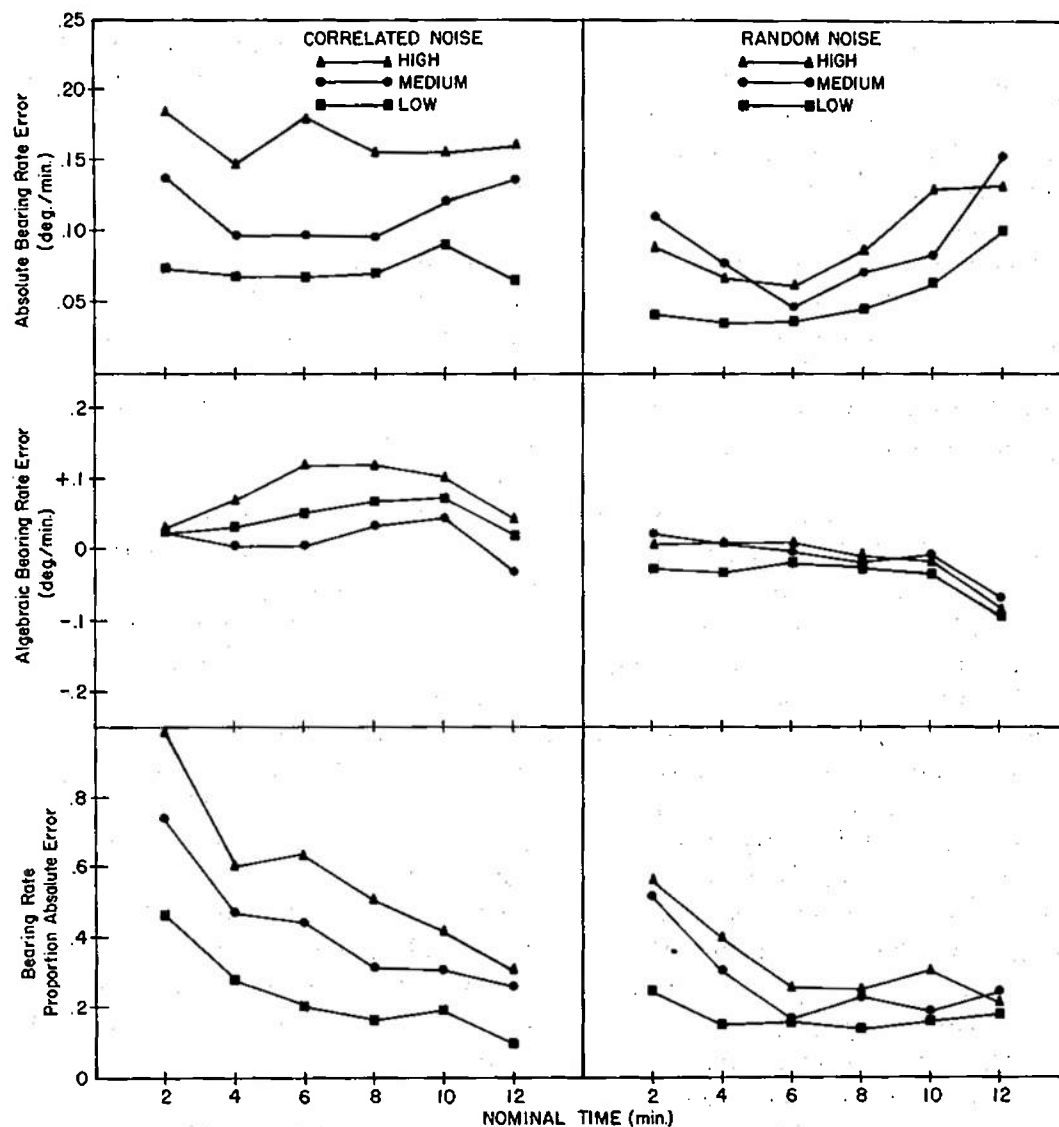 .25
.20
.15
.10
.05
Absolute Bearing Rate Error
(deg./min.)
CORRELATED NOISE
HIGH
MEDIUM
LOW
RANDOM NOISE
HIGH
MEDIUM
LOW
.2
+.1
0
-.1
-.2
Algebraic Bearing Rate Error
(deg./min.)
.8
.6
.4
.2
0
Bearing Rate
Proportion Absolute Error
2 4 6 8 10 12
2 4 6 8 10 12
NOMINAL TIME (min.)